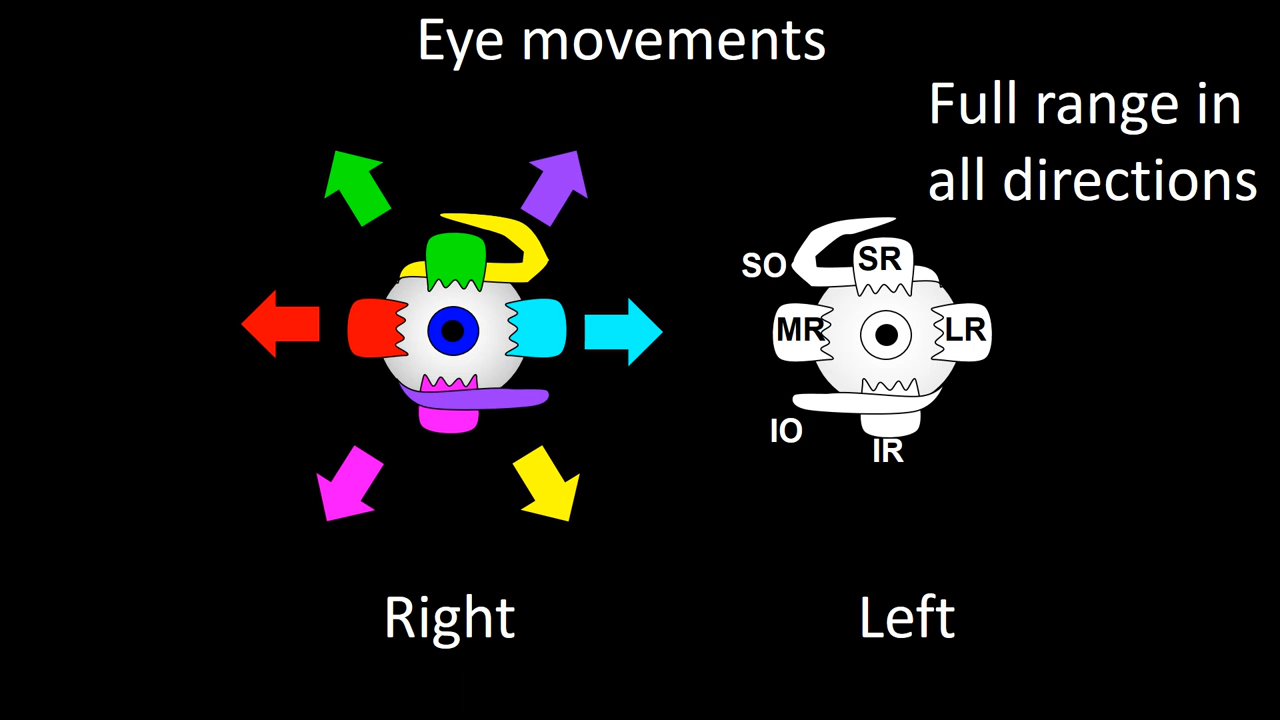 Eye movements
Full range in
all directions
SO
SR
MR
LR
IO
IR
Right
Left